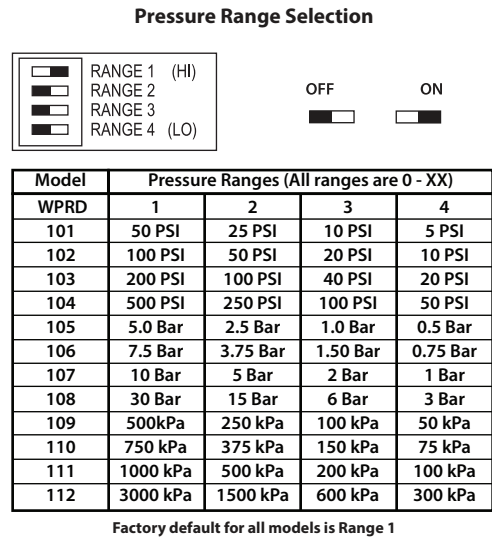 Pressure Range Selection
RANGE 1 (HI)
RANGE 2
RANGE 3
RANGE 4 (LO)
OFF ON
Model Pressure Ranges (All ranges are 0 - XX)
WPRD 1 2 3 4
101 50 PSI 25 PSI 10 PSI 5 PSI
102 100 PSI 50 PSI 20 PSI 10 PSI
103 200 PSI 100 PSI 40 PSI 20 PSI
104 500 PSI 250 PSI 100 PSI 50 PSI
105 5.0 Bar 2.5 Bar 1.0 Bar 0.5 Bar
106 7.5 Bar 3.75 Bar 1.50 Bar 0.75 Bar
107 10 Bar 5 Bar 2 Bar 1 Bar
108 30 Bar 15 Bar 6 Bar 3 Bar
109 500kPa 250 kPa 100 kPa 50 kPa
110 750 kPa 375 kPa 150 kPa 75 kPa
111 1000 kPa 500 kPa 200 kPa 100 kPa
112 3000 kPa 1500 kPa 600 kPa 300 kPa
Factory default for all models is Range 1